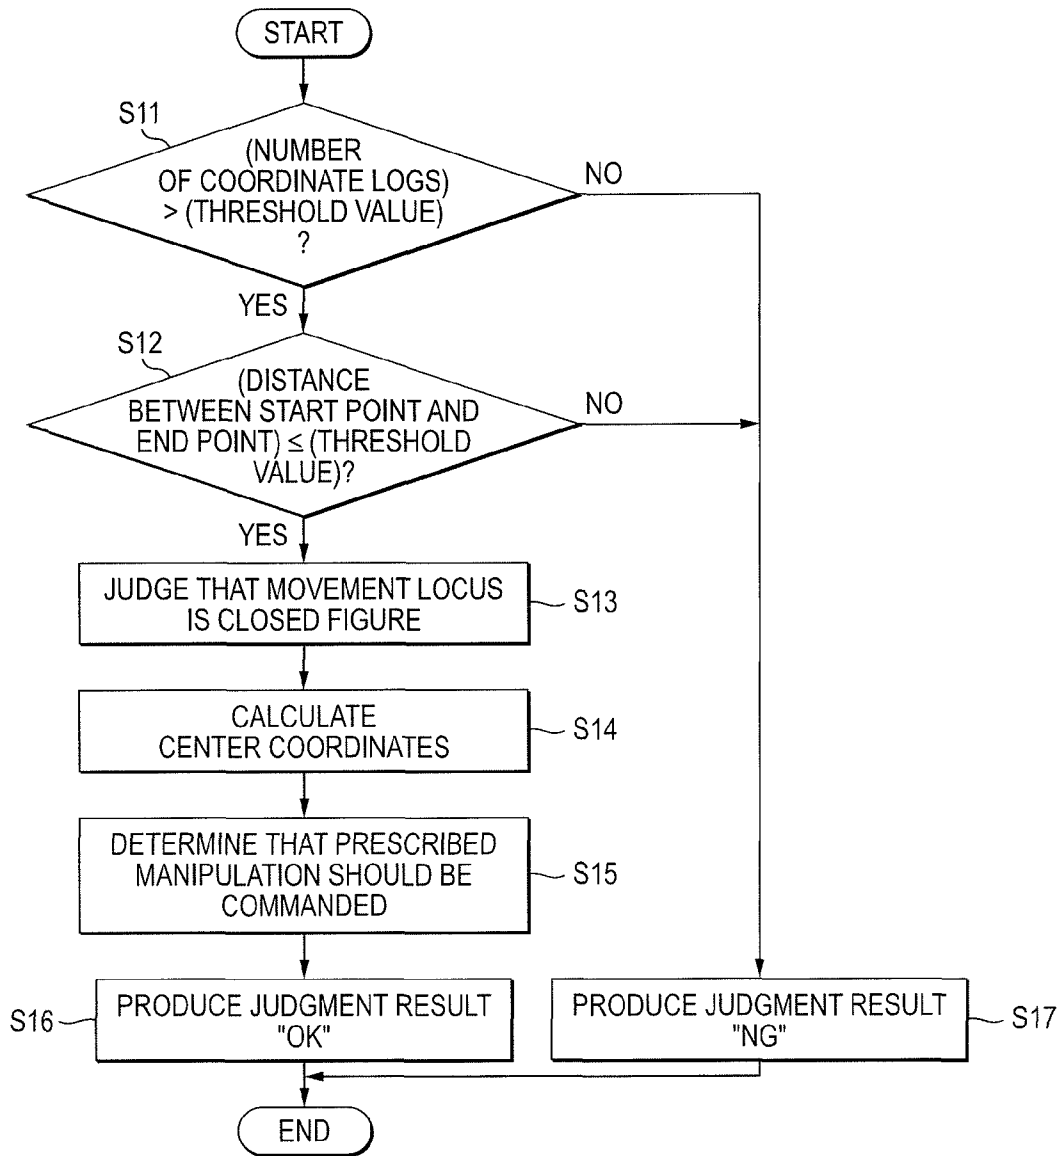 START
S11
(NUMBER
OF COORDINATE LOGS)
> (THRESHOLD VALUE)
?
NO
YES
S12
(DISTANCE
BETWEEN START POINT AND
END POINT) ≤ (THRESHOLD
VALUE)?
NO
YES
JUDGE THAT MOVEMENT LOCUS
IS CLOSED FIGURE
S13
CALCULATE
CENTER COORDINATES
S14
DETERMINE THAT PRESCRIBED
MANIPULATION SHOULD BE
COMMANDED
S15
S16
PRODUCE JUDGMENT RESULT
"OK"
PRODUCE JUDGMENT RESULT
"NG"
S17
END